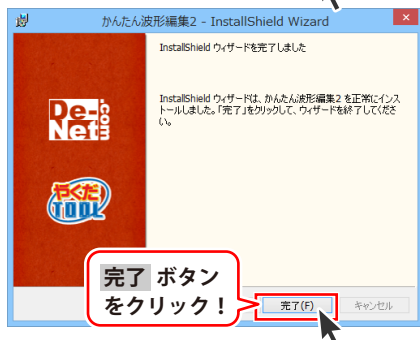 かんたん波形編集2 - InstallShield Wizard
InstallShield ウィザードを完了しました
InstallShield ウィザードは、かんたん波形編集2 を正常にインス
トールしました。「完了」をクリックして、ウィザードを終了してくださ
い。
De-
Net
.com
やくだち
TOOL
完了 ボタン
をクリック！
完了(F)
キャンセル